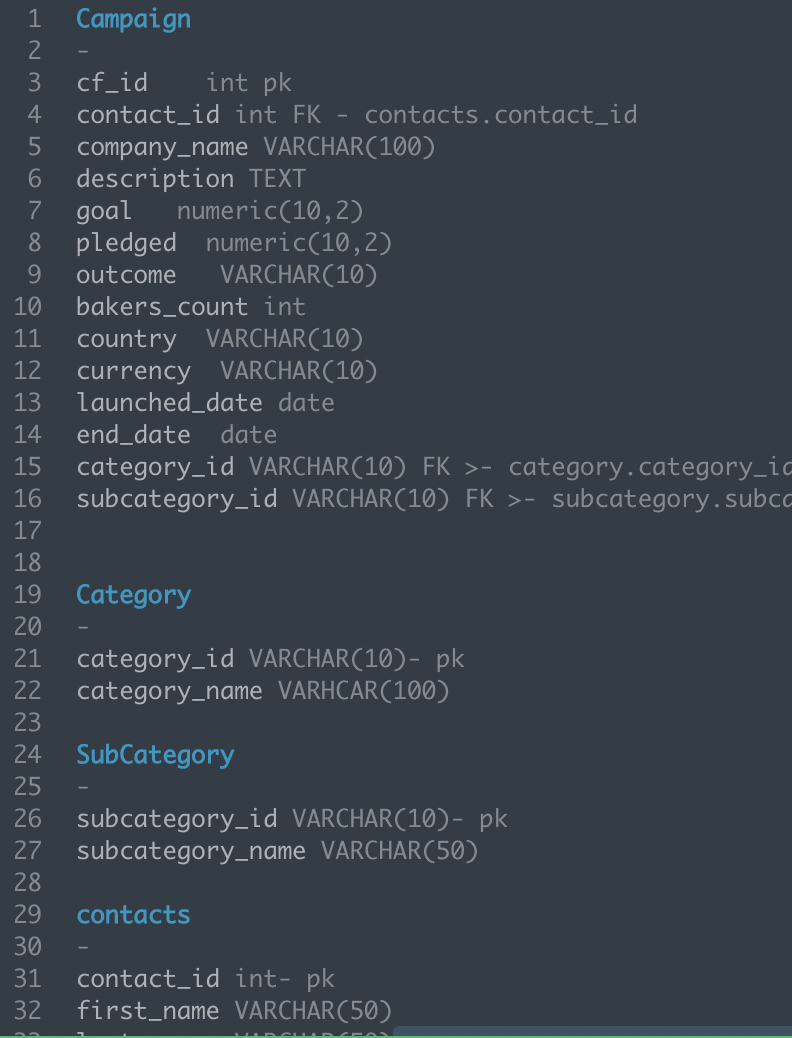 1 Campaign
2 -
3 cf_id int pk
4 contact_id int FK - contacts.contact_id
5 company_name VARCHAR(100)
6 description TEXT
7 goal numeric(10,2)
8 pledged numeric(10,2)
9 outcome VARCHAR(10)
10 bakers_count int
11 country VARCHAR(10)
12 currency VARCHAR(10)
13 launched_date date
14 end_date date
15 category_id VARCHAR(10) FK >- category.category_id
16 subcategory_id VARCHAR(10) FK >- subcategory.subca
17
18
19 Category
20 -
21 category_id VARCHAR(10)- pk
22 category_name VARHCAR(100)
23
24 SubCategory
25 -
26 subcategory_id VARCHAR(10)- pk
27 subcategory_name VARCHAR(50)
28
29 contacts
30 -
31 contact_id int- pk
32 first_name VARCHAR(50)